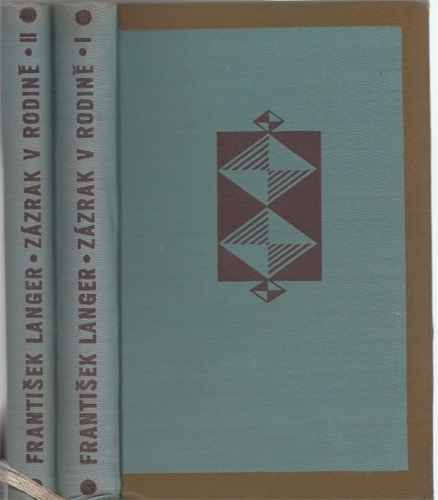 FRANTIŠEK LANGER • ZÁZRAK V RODINĚ • II
FRANTIŠEK LANGER • ZÁZRAK V RODINĚ • I